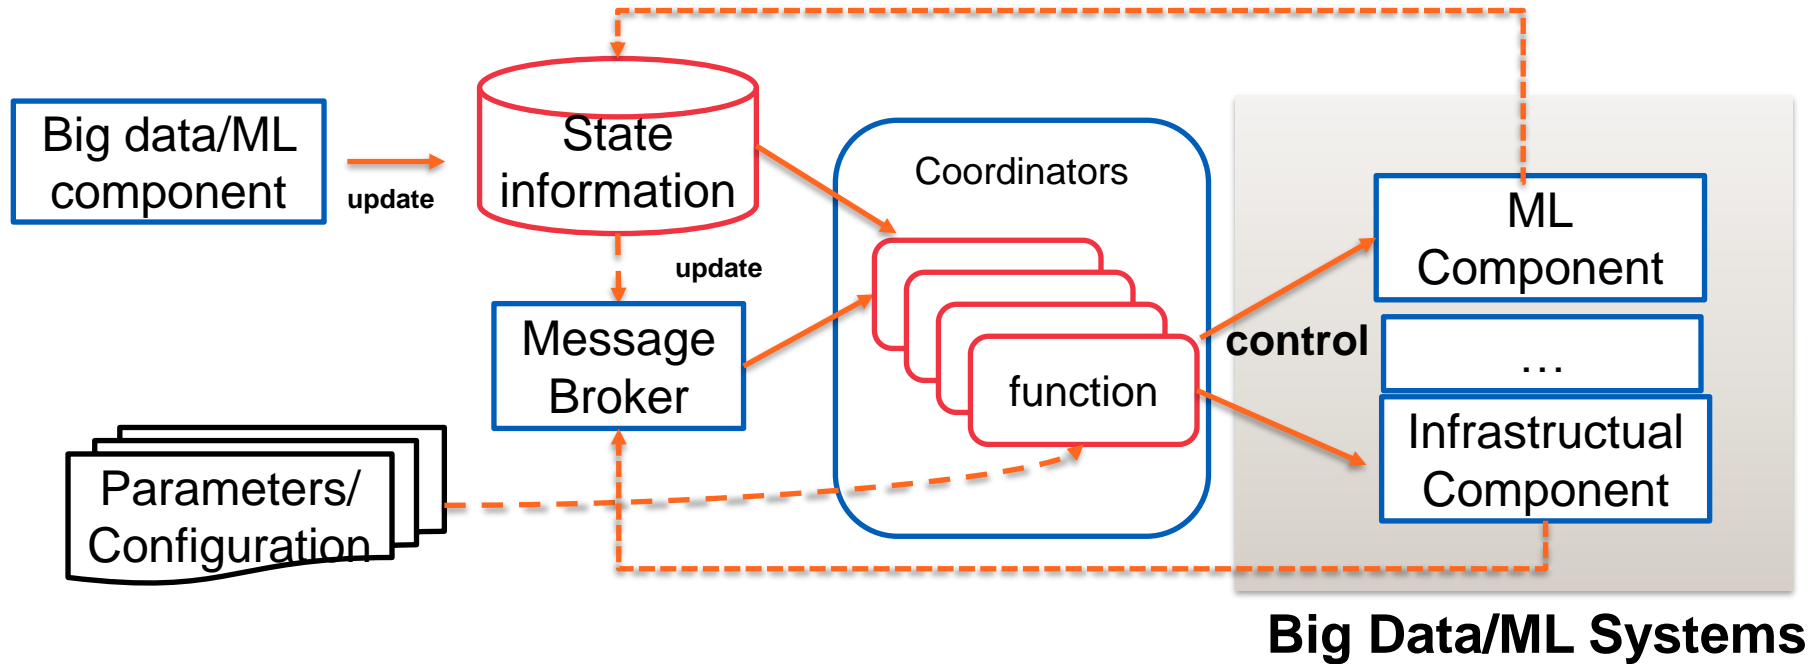 Big data/ML
component
update
State
information
update
Message
Broker
Parameters/
Configuration
Coordinators
function
control
ML
Component
...
Infrastructual
Component
Big Data/ML Systems